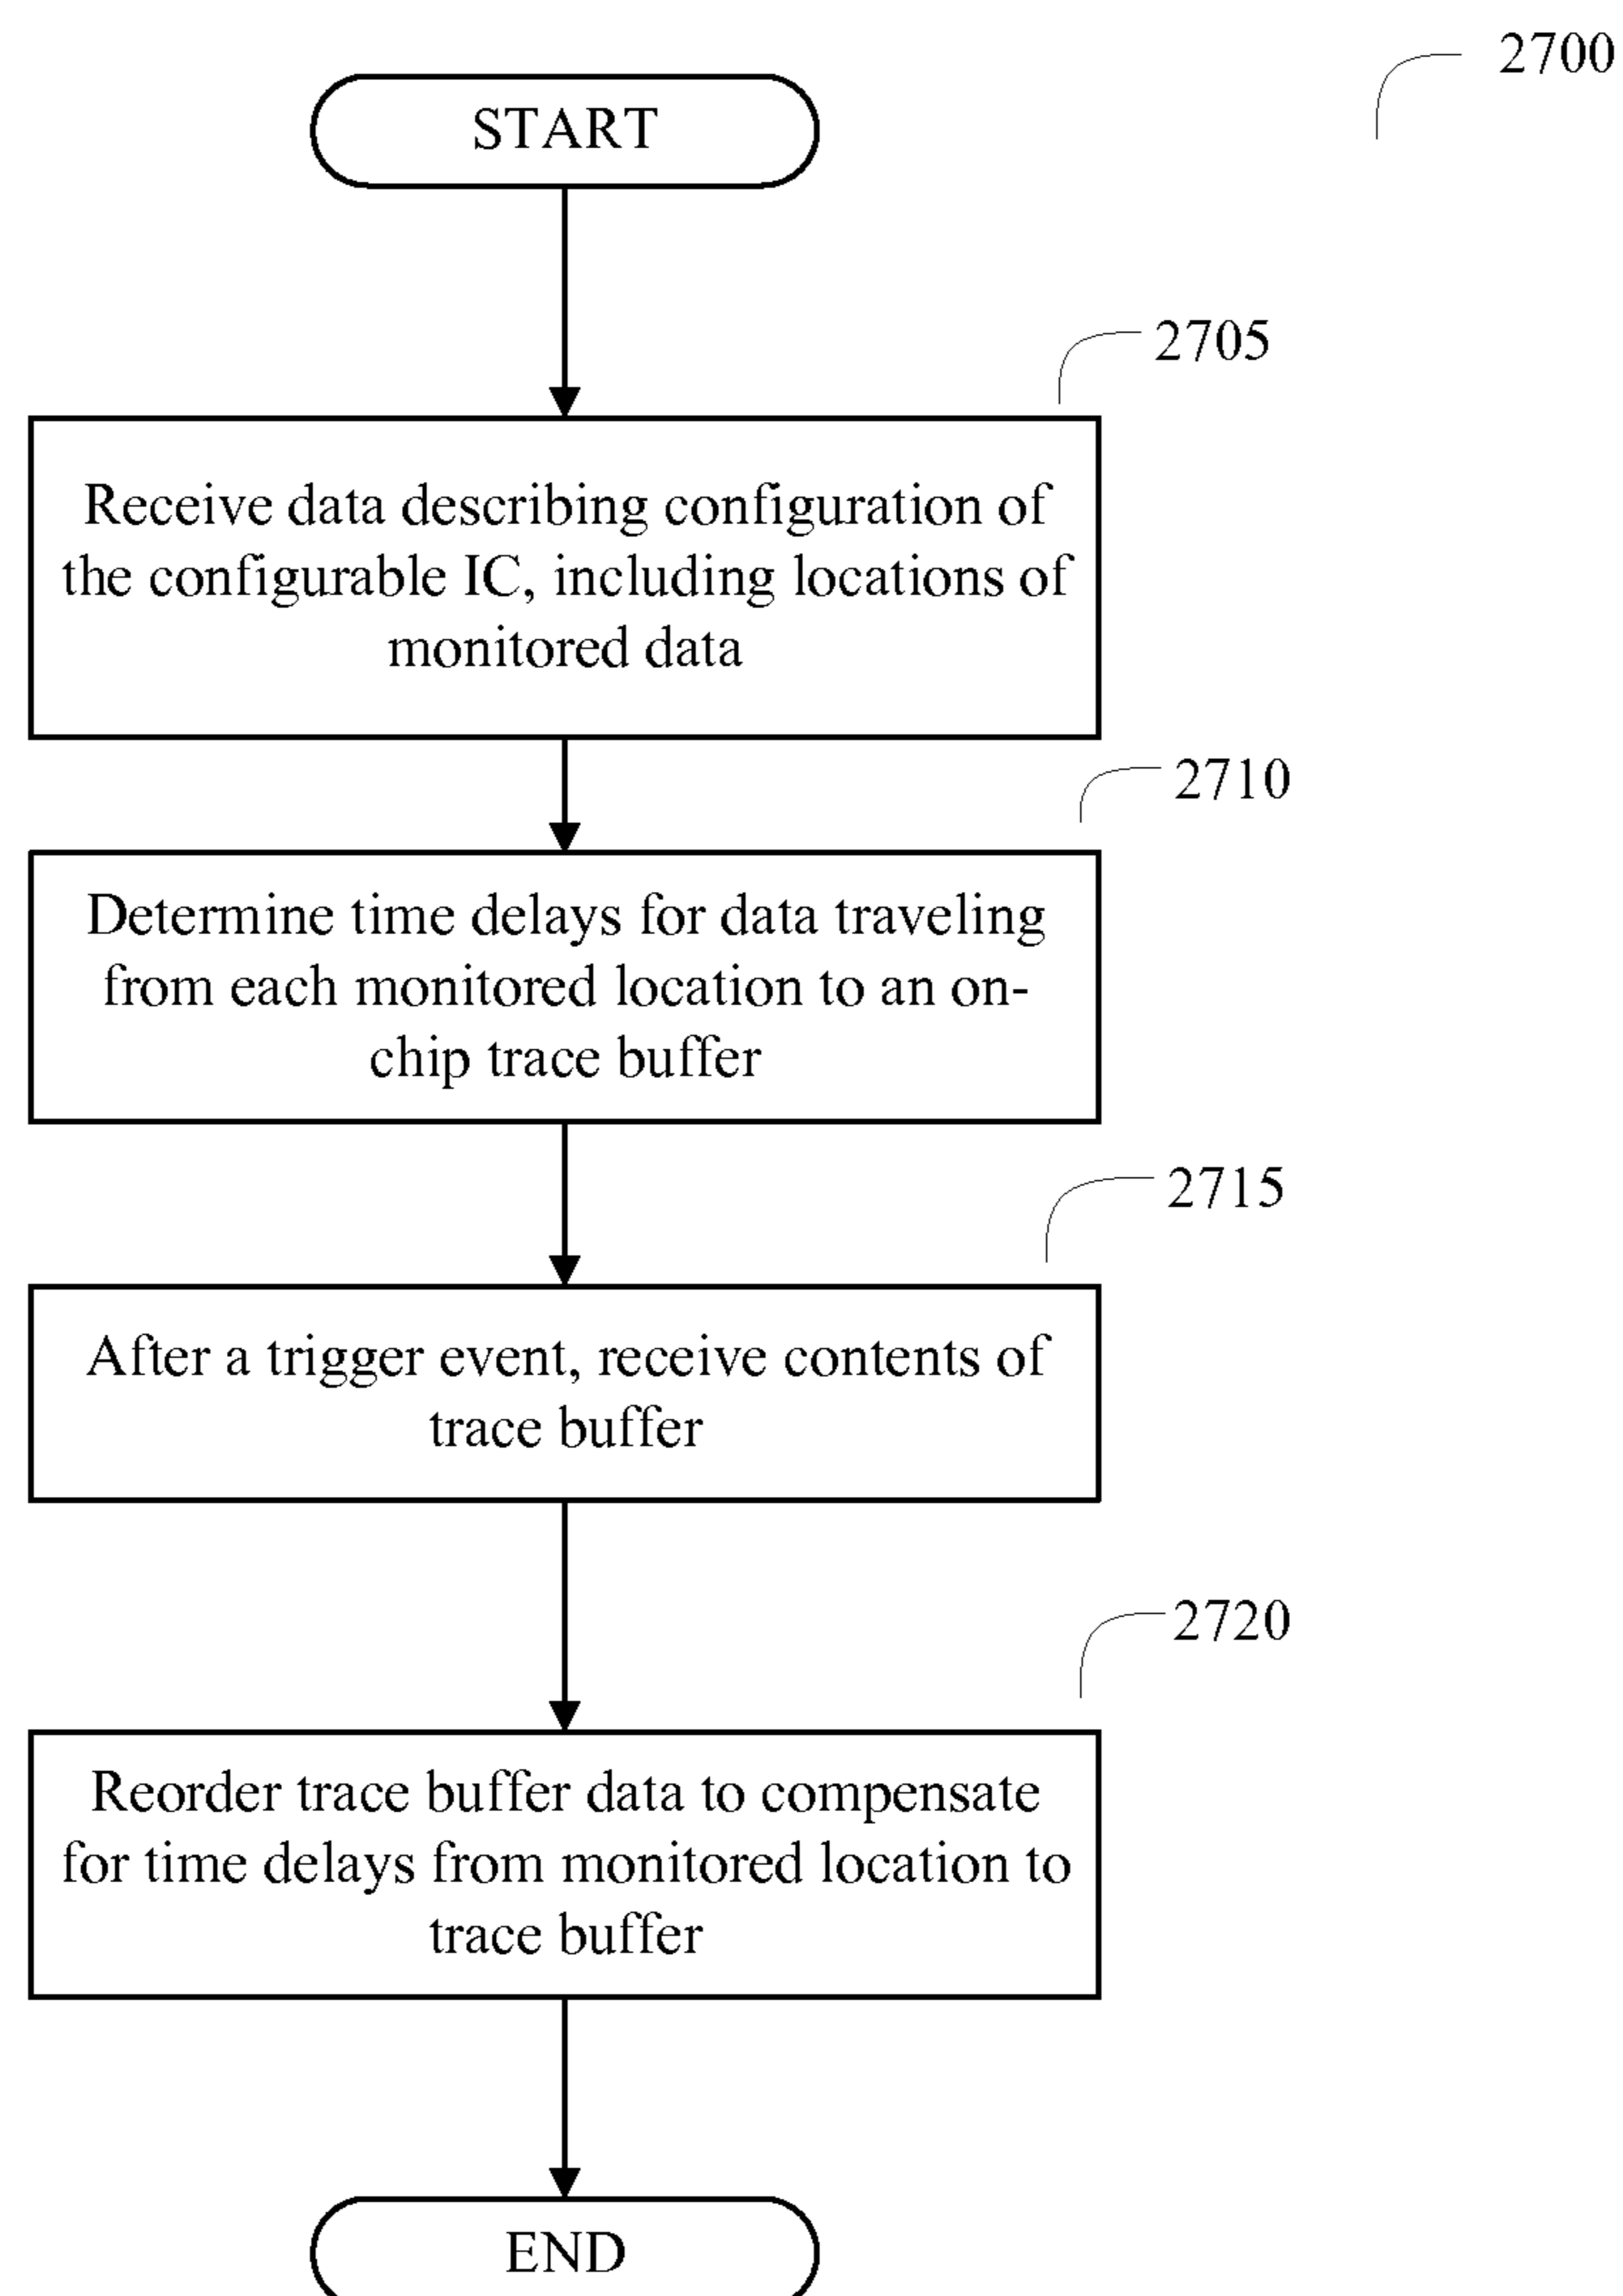 2700
START
2705
Receive data describing configuration of
the configurable IC, including locations of
monitored data
2710
Determine time delays for data traveling
from each monitored location to an on-
chip trace buffer
2715
After a trigger event, receive contents of
trace buffer
2720
Reorder trace buffer data to compensate
for time delays from monitored location to
trace buffer
END